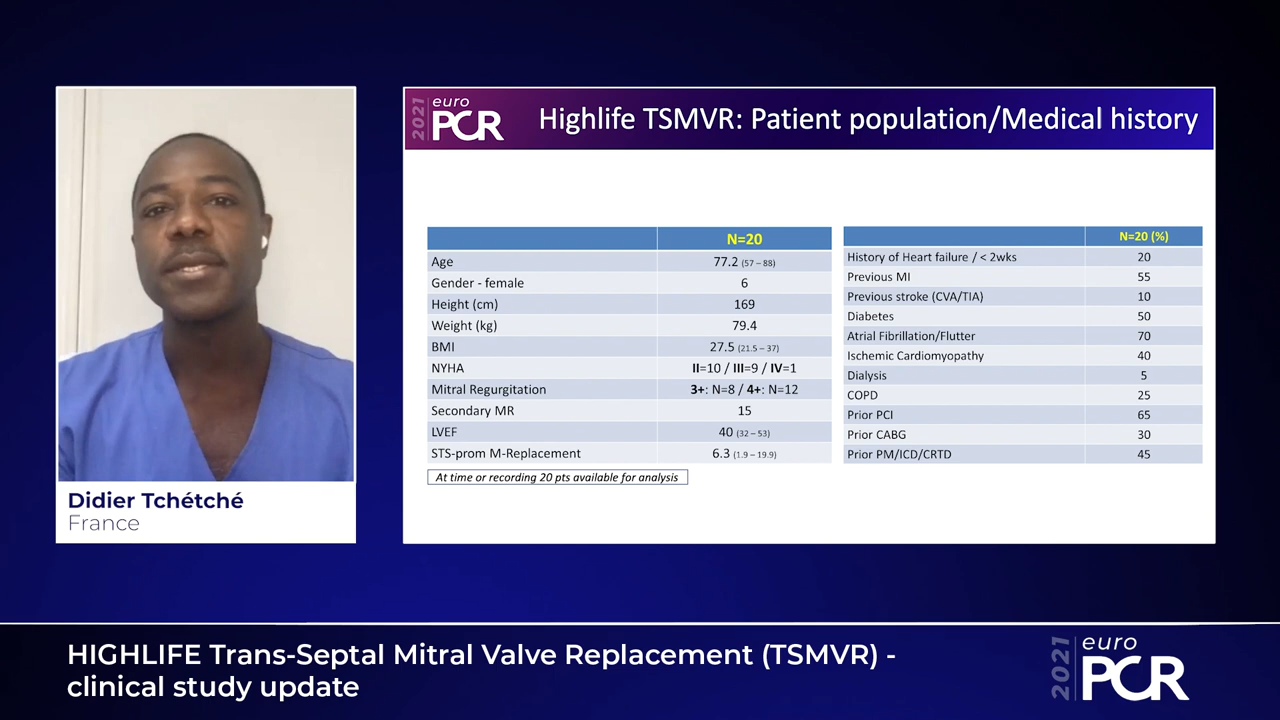 2021 euro PCR
Highlife TSMVR: Patient population/Medical history
N=20
Age 77.2 (57 – 88)
Gender - female 6
Height (cm) 169
Weight (kg) 79.4
BMI 27.5 (21.5 – 37)
NYHA II=10 / III=9 / IV=1
Mitral Regurgitation 3+: N=8 / 4+: N=12
Secondary MR 15
LVEF 40 (32 – 53)
STS-prom M-Replacement 6.3 (1.9 – 19.9)
At time or recording 20 pts available for analysis
N=20 (%)
History of Heart failure / < 2wks 20
Previous MI 55
Previous stroke (CVA/TIA) 10
Diabetes 50
Atrial Fibrillation/Flutter 70
Ischemic Cardiomyopathy 40
Dialysis 5
COPD 25
Prior PCI 65
Prior CABG 30
Prior PM/ICD/CRTD 45
Didier Tchétché
France
HIGHLIFE Trans-Septal Mitral Valve Replacement (TSMVR) -
clinical study update
2021 euro PCR